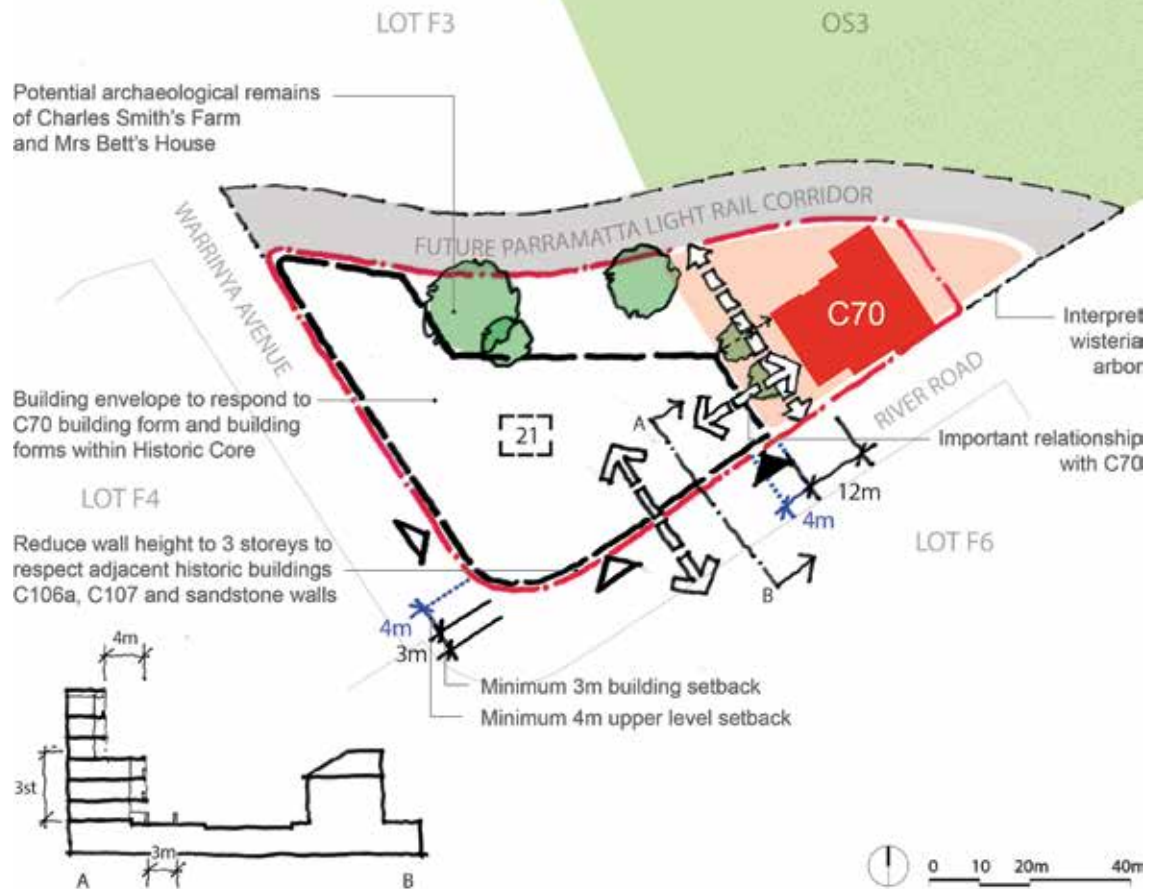 LOT F3
OS3
Potential archaeological remains
of Charles Smith's Farm
and Mrs Bett's House
WARRINYA AVENUE
FUTURE PARRAMATTA LIGHT RAIL CORRIDOR
C70
Interpret
wisteria
arbor
RIVER ROAD
Building envelope to respond to
C70 building form and building
forms within Historic Core
21
A
Important relationship
with C70
12m
4m
LOT F4
LOT F6
Reduce wall height to 3 storeys to
respect adjacent historic buildings
C106a, C107 and sandstone walls
B
4m
3m
4m
Minimum 3m building setback
Minimum 4m upper level setback
3st
3m
A
B
0 10 20m 40m